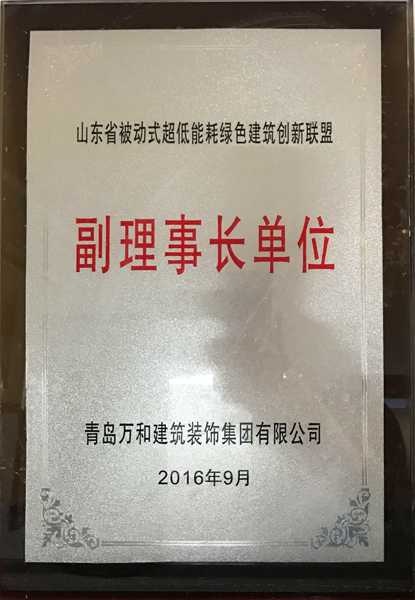 山东省被动式超低能耗绿色建筑创新联盟
副理事长单位
青岛万和建筑装饰集团有限公司
2016年9月